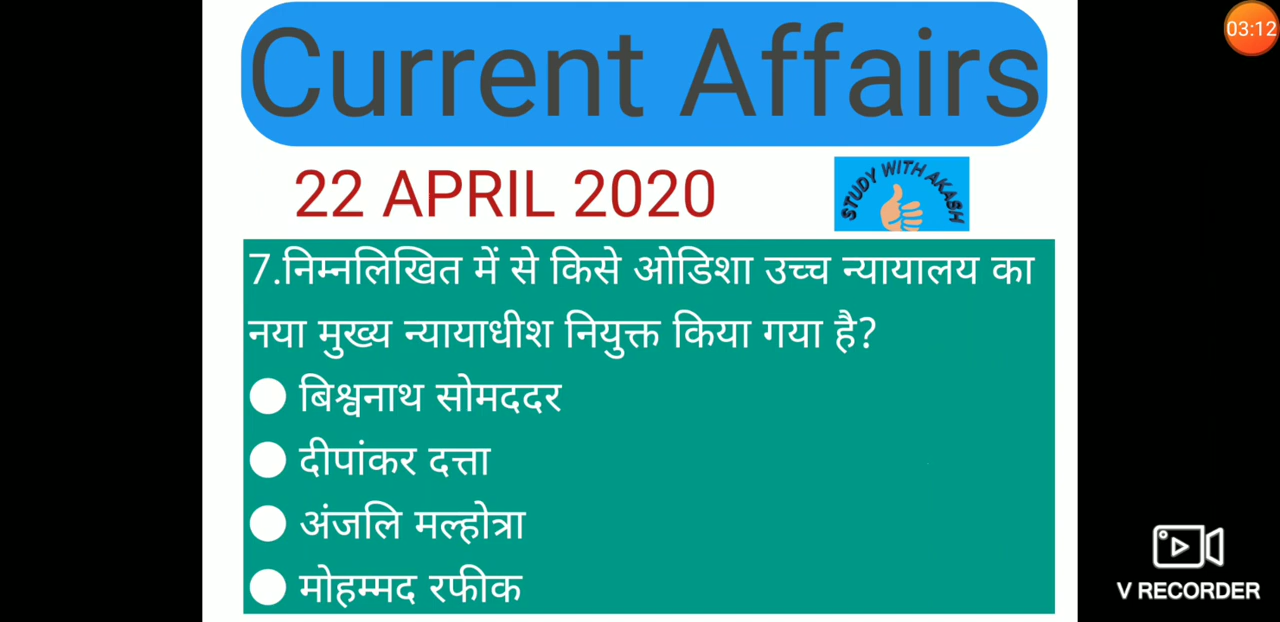 Current Affairs
03:12
22 APRIL 2020
STUDY WITH AKASH
7.निम्नलिखित में से किसे ओडिशा उच्च न्यायालय का
नया मुख्य न्यायाधीश नियुक्त किया गया है?
बिश्वनाथ सोमददर
दीपांकर दत्ता
अंजलि मल्होत्रा
मोहम्मद रफीक
V RECORDER